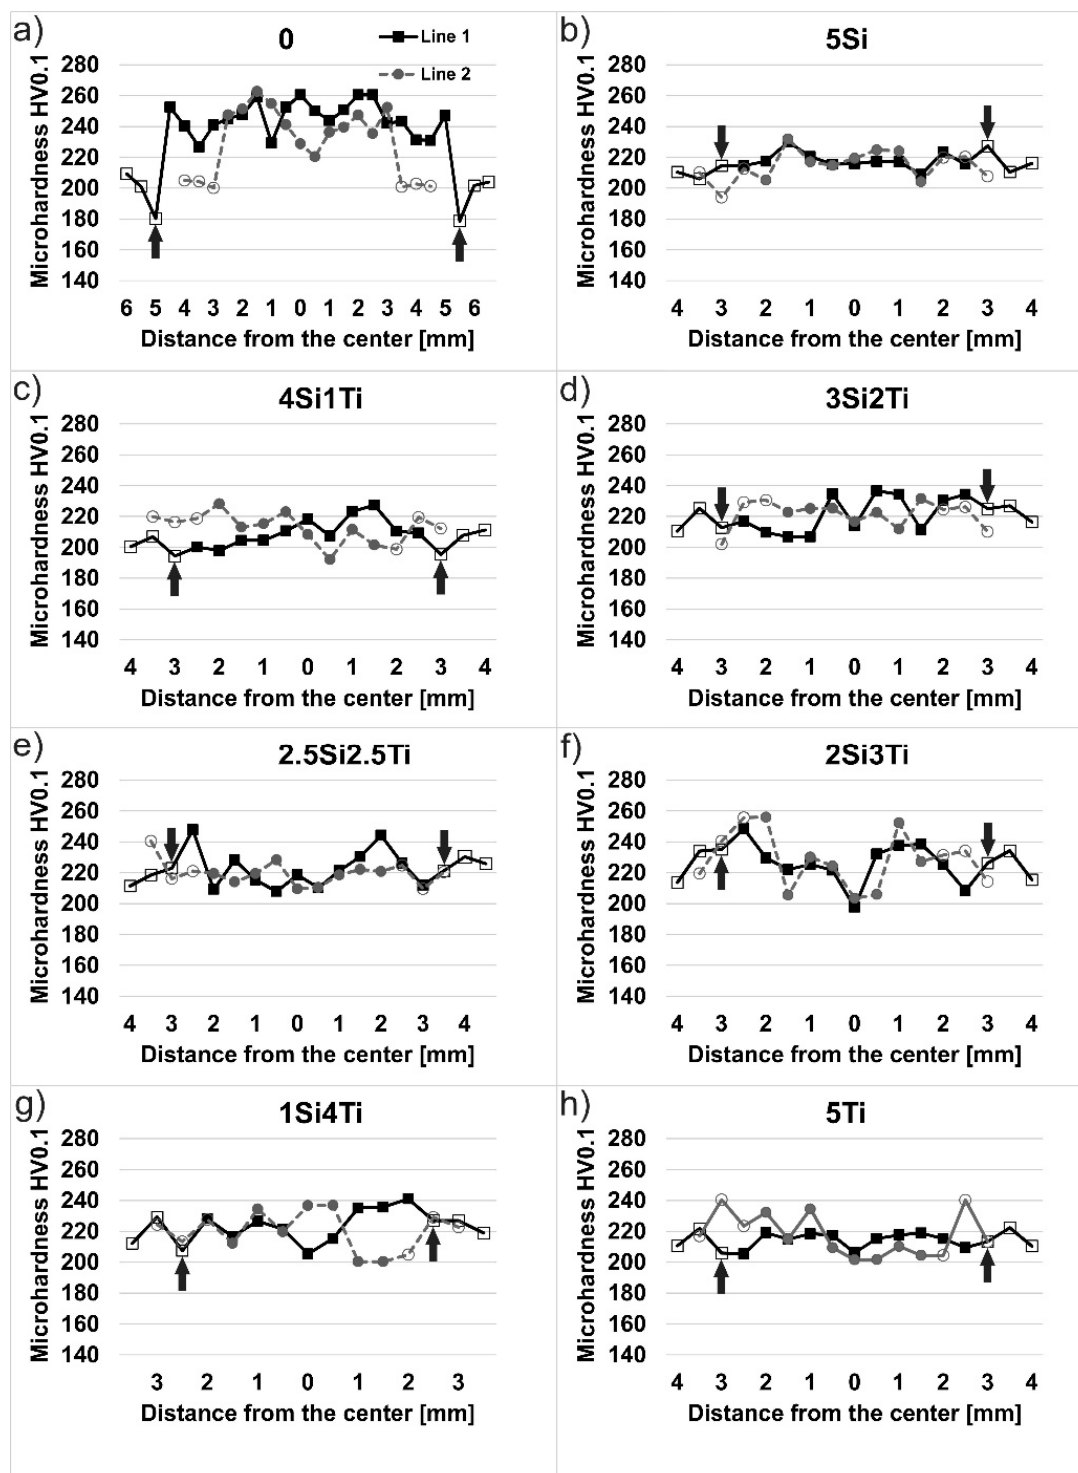 a)
0
Line 1
Line 2
Microhardness HV0.1
280
260
240
220
200
180
160
140
6 5 4 3 2 1 0 1 2 3 4 5 6
Distance from the center [mm]
b)
5Si
Microhardness HV0.1
280
260
240
220
200
180
160
140
4 3 2 1 0 1 2 3 4
Distance from the center [mm]
c)
4Si1Ti
Microhardness HV0.1
280
260
240
220
200
180
160
140
4 3 2 1 0 1 2 3 4
Distance from the center [mm]
d)
3Si2Ti
Microhardness HV0.1
280
260
240
220
200
180
160
140
4 3 2 1 0 1 2 3 4
Distance from the center [mm]
e)
2.5Si2.5Ti
Microhardness HV0.1
280
260
240
220
200
180
160
140
4 3 2 1 0 1 2 3 4
Distance from the center [mm]
f)
2Si3Ti
Microhardness HV0.1
280
260
240
220
200
180
160
140
4 3 2 1 0 1 2 3 4
Distance from the center [mm]
g)
1Si4Ti
Microhardness HV0.1
280
260
240
220
200
180
160
140
3 2 1 0 1 2 3
Distance from the center [mm]
h)
5Ti
Microhardness HV0.1
280
260
240
220
200
180
160
140
4 3 2 1 0 1 2 3 4
Distance from the center [mm]